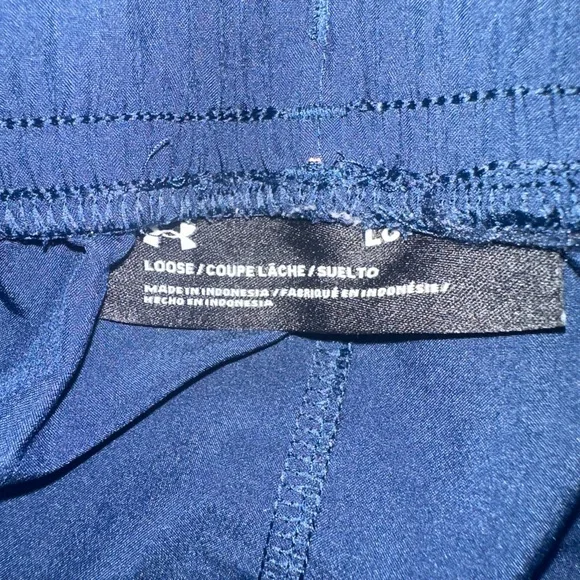 LG
LOOSE/COUPE LÂCHE/SUELTO
MADE IN INDONESIA/FABRIQUÉ EN INDONÉSIE/
HECHO EN INDONESIA